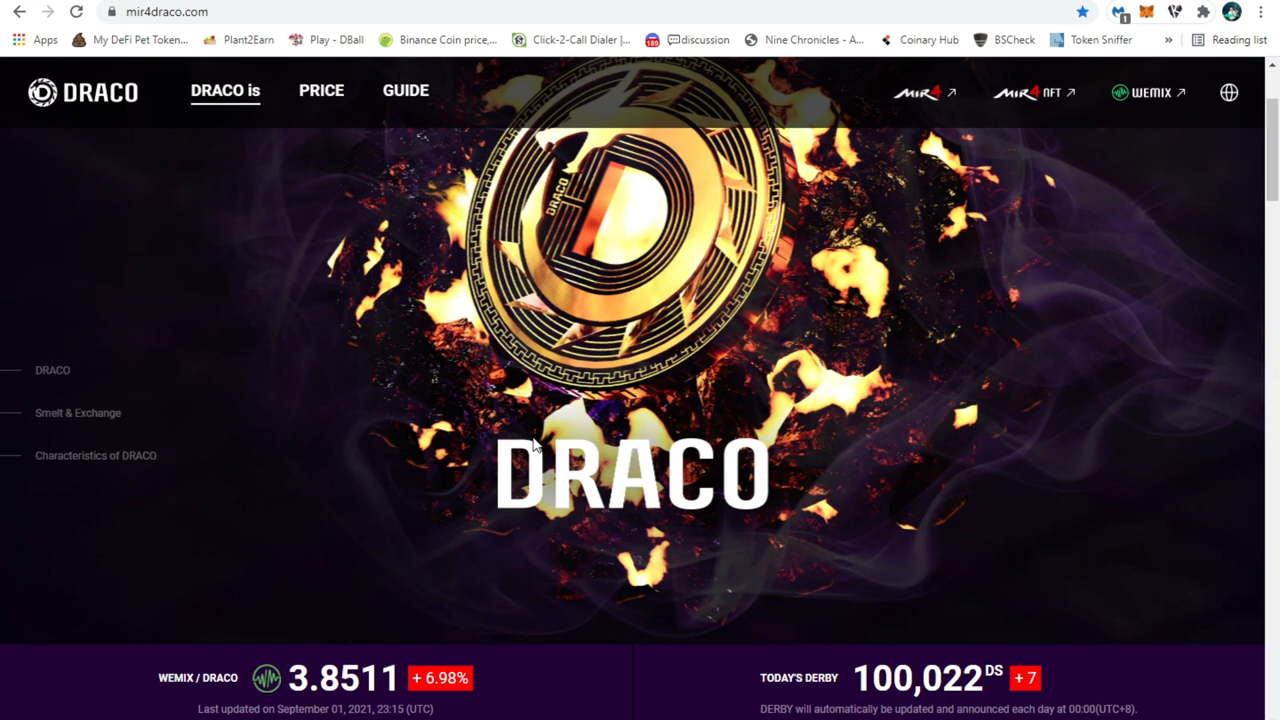 mir4draco.com
1
Apps
My DeFi Pet Token...
Plant2Earn
Play - DBall
Binance Coin price,...
Click-2-Call Dialer |...
189
discussion
Nine Chronicles - A...
Coinary Hub
BSCheck
Token Sniffer
»
Reading list
DRACO
DRACO is
PRICE
GUIDE
MIR4
MIR4 NFT
WEMIX
DRACO
DRACO
Smelt & Exchange
Characteristics of DRACO
DRACO
WEMIX / DRACO
3.8511
+ 6.98%
Last updated on September 01, 2021, 23:15 (UTC)
TODAY'S DERBY
100,022 DS
+ 7
DERBY will automatically be updated and announced each day at 00:00(UTC+8).